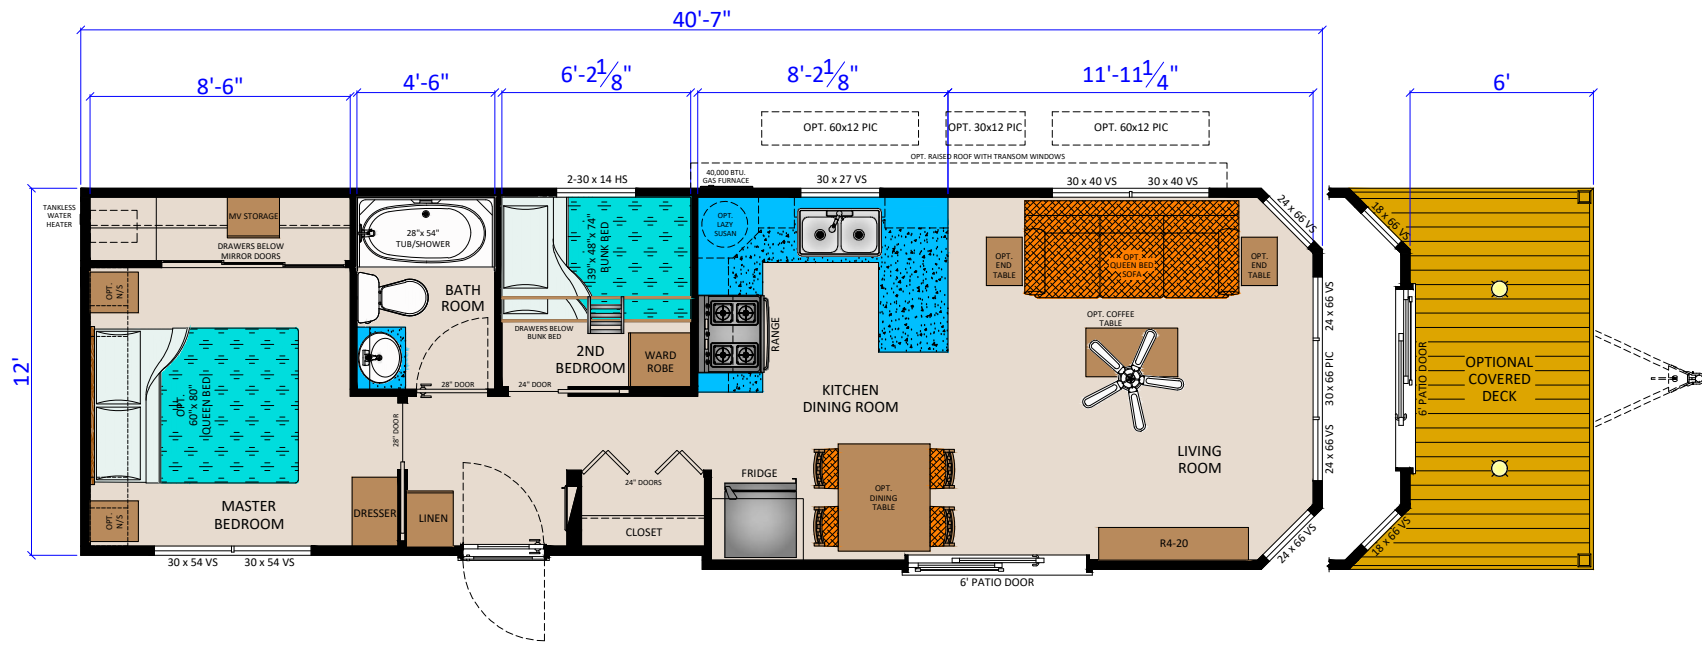 40'-7"
8'-6"
4'-6"
6'-2 1/8"
8'-2 1/8"
11'-11 1/4"
6'
OPT. 60x12 PIC
OPT. 30x12 PIC
OPT. 60x12 PIC
OPT. RAISED ROOF WITH TRANSOM WINDOWS
40,000 BTU.
GAS FURNACE
2-30 x 14 HS
30 x 27 VS
30 x 40 VS
30 x 40 VS
24 x 66 VS
18 x 66 VS
TANKLESS
WATER
HEATER
MV STORAGE
DRAWERS BELOW
MIRROR DOORS
28"x 54"
TUB/SHOWER
39"x 48"x 74"
BUNK BED
OPT.
LAZY
SUSAN
OPT.
END
TABLE
OPT.
QUEEN BED
SOFA
OPT.
END
TABLE
OPT.
N/S
BATH
ROOM
DRAWERS BELOW
BUNK BED
2ND
BEDROOM
WARD
ROBE
RANGE
OPT. COFFEE
TABLE
24 x 66 VS
30 x 66 PIC
24 x 66 VS
6' PATIO DOOR
OPTIONAL
COVERED
DECK
12'
OPT.
60"x 80"
QUEEN BED
28" DOOR
24" DOOR
28" DOOR
KITCHEN
DINING ROOM
LIVING
ROOM
OPT.
N/S
MASTER
BEDROOM
DRESSER
LINEN
24" DOORS
CLOSET
FRIDGE
OPT.
DINING
TABLE
R4-20
24 x 66 VS
18 x 66 VS
30 x 54 VS
30 x 54 VS
6' PATIO DOOR